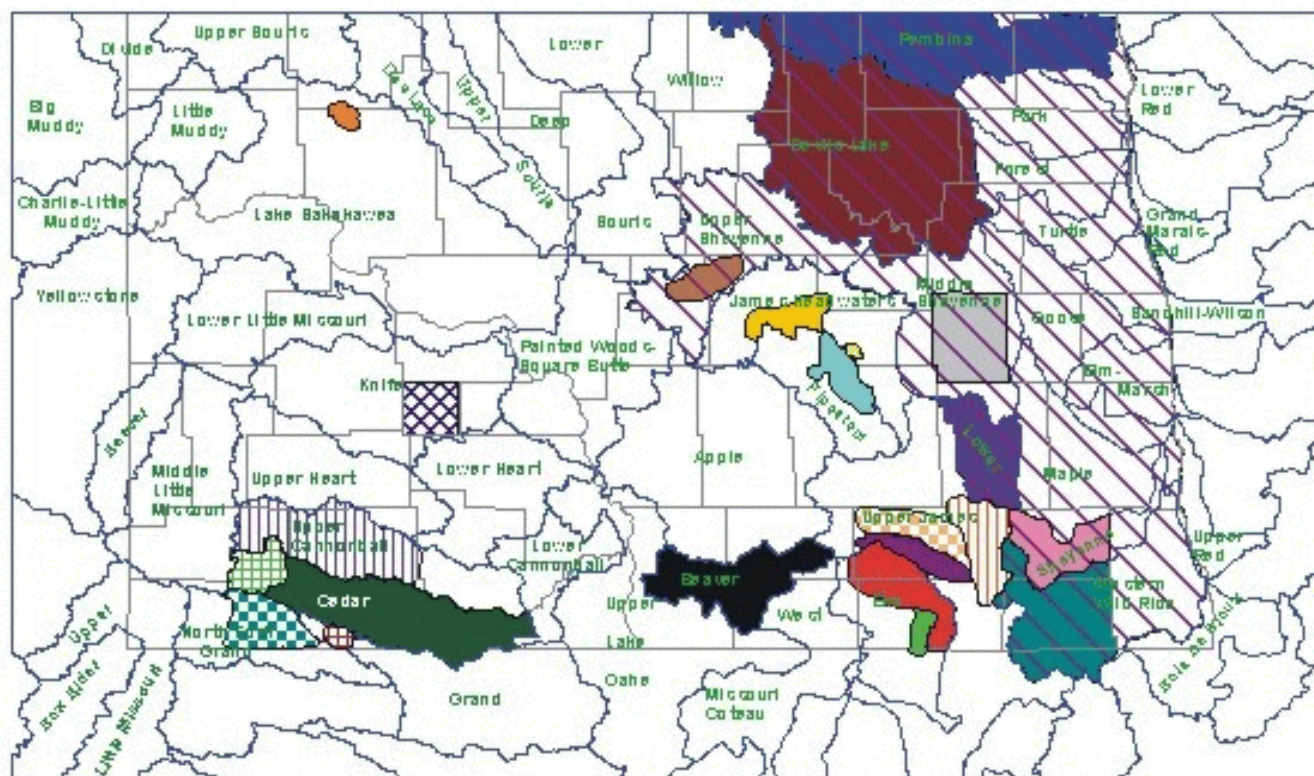 Divide
Upper Souris
Lower
Pembina
Willow
Big
Muddy
Little
Muddy
Des Lacs
Upper
Souris
Deep
Lower
Red
Park
Devils Lake
Forest
Charlie-Little
Muddy
Lake Sakakawea
Souris
Upper
Sheyenne
Turtle
Grand
Marais-
Red
Yellowstone
Lower Little Missouri
James Headwaters
Middle
Sheyenne
Goose
Sandhill-Wilson
Painted Woods-
Square Butte
Knife
Elm-
Marsh
Pipestem
Beaver
Middle
Little
Missouri
Upper Heart
Lower Heart
Apple
Lower
Maple
Upper
Cannonball
Lower
Cannonball
Upper James
Sheyenne
Upper
Red
Beaver
Cedar
Upper
Lake
Oahe
West
Elm
Western
Wild Rice
Bois De Sioux
Upper
North Fork
Grand
Box Elder
Little Missouri
Grand
Missouri
Coteau